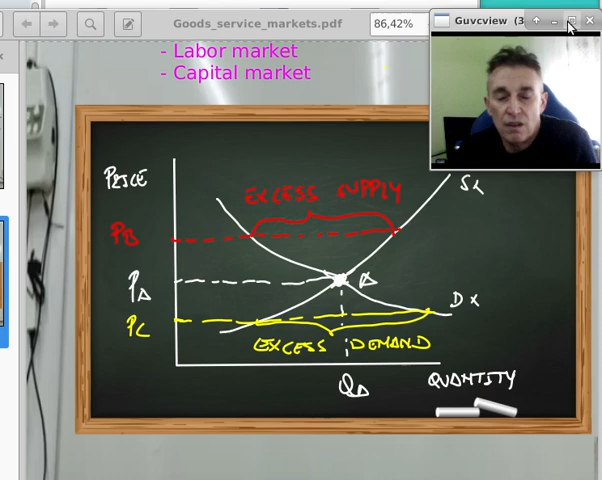 Goods_service_markets.pdf
86,42%
Guvcview (3
- Labor market
- Capital market
PRICE
EXCESS SUPPLY
PB
PA
A
DX
PC
EXCESS DEMAND
QA
QUANTITY